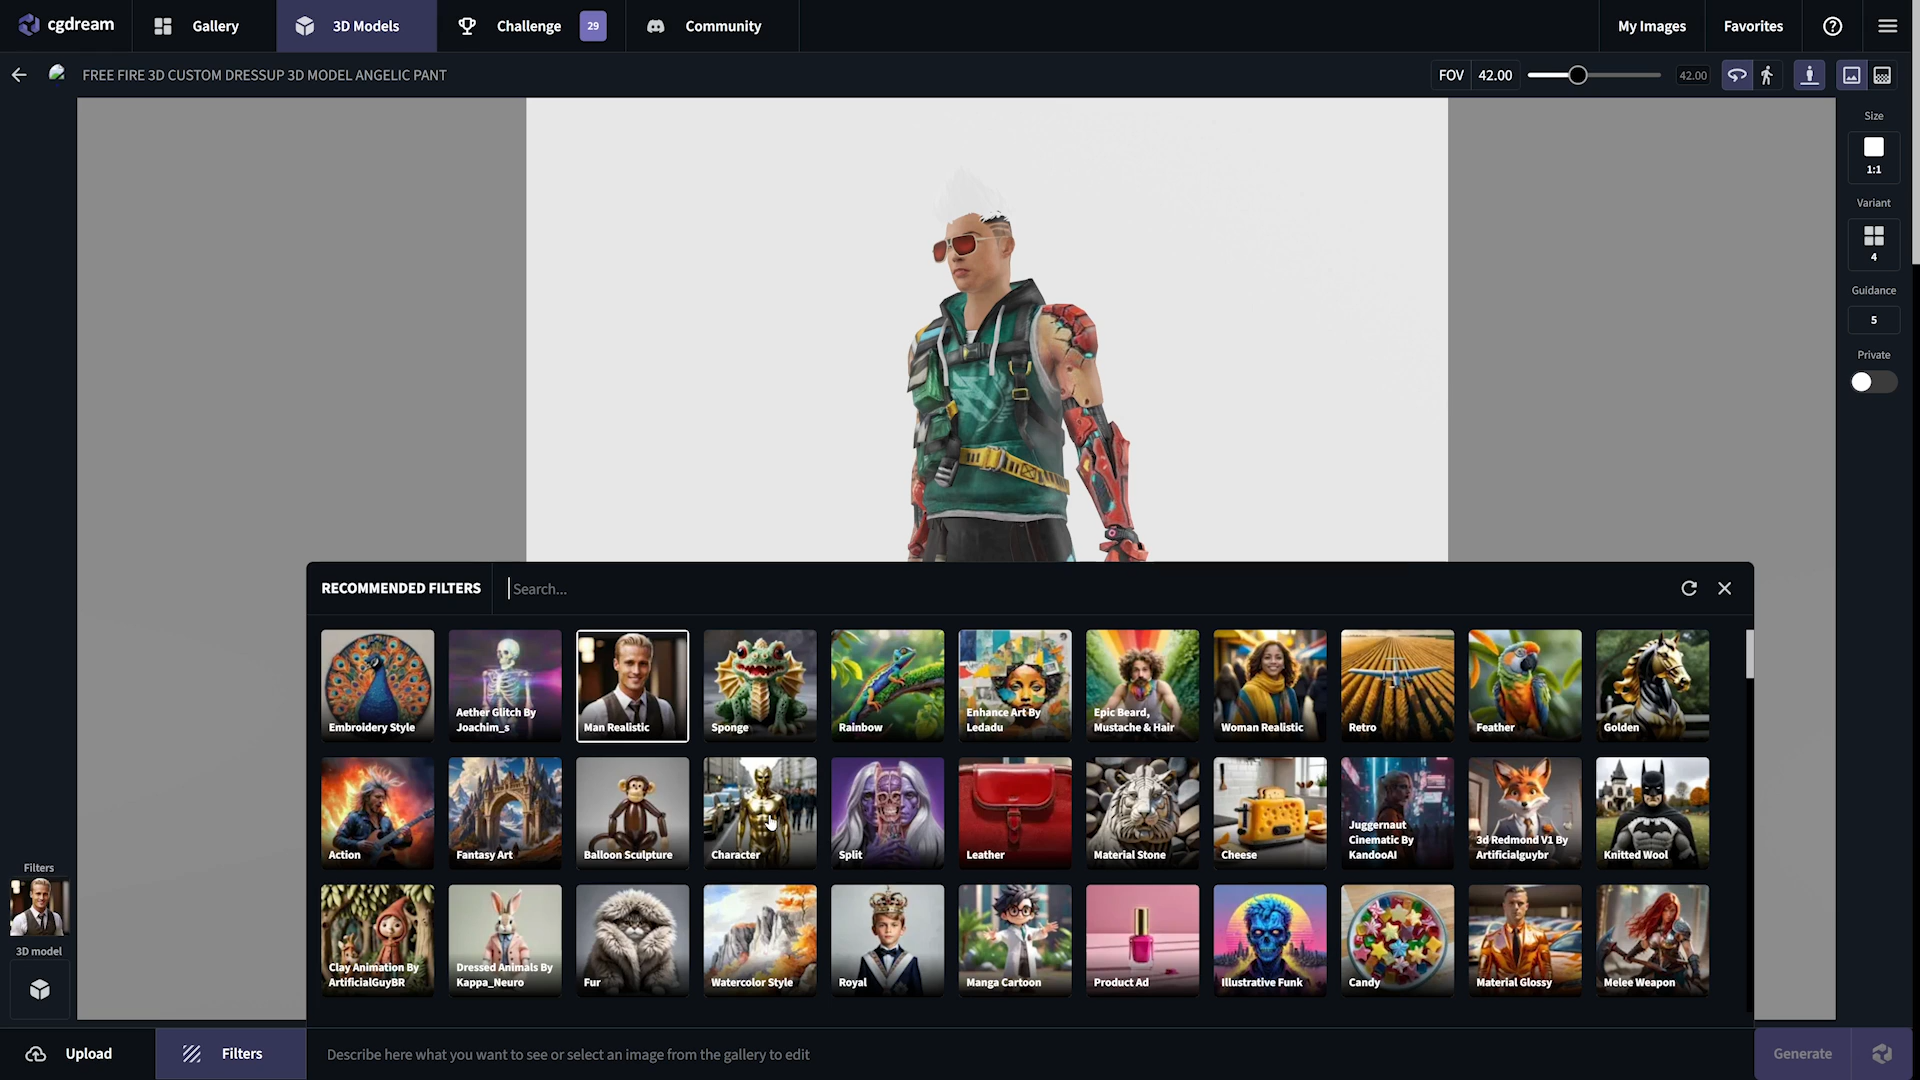 cgdream
Gallery
3D Models
Challenge
29
Community
My Images
Favorites
FREE FIRE 3D CUSTOM DRESSUP 3D MODEL ANGELIC PANT
FOV
42.00
42.00
Size
1:1
Variant
4
Guidance
5
Private
RECOMMENDED FILTERS
Search...
Embroidery Style
Aether Glitch By
Joachim_s
Man Realistic
Sponge
Rainbow
Enhance Art By
Ledadu
Epic Beard,
Mustache & Hair
Woman Realistic
Retro
Feather
Golden
Action
Fantasy Art
Balloon Sculpture
Character
Split
Leather
Material Stone
Cheese
Juggernaut
Cinematic By
KandooAI
3d Redmond V1 By
Artificialguybr
Knitted Wool
Clay Animation By
ArtificialGuyBR
Dressed Animals By
Kappa_Neuro
Fur
Watercolor Style
Royal
Manga Cartoon
Product Ad
Illustrative Funk
Candy
Material Glossy
Melee Weapon
Filters
3D model
Upload
Filters
Describe here what you want to see or select an image from the gallery to edit
Generate